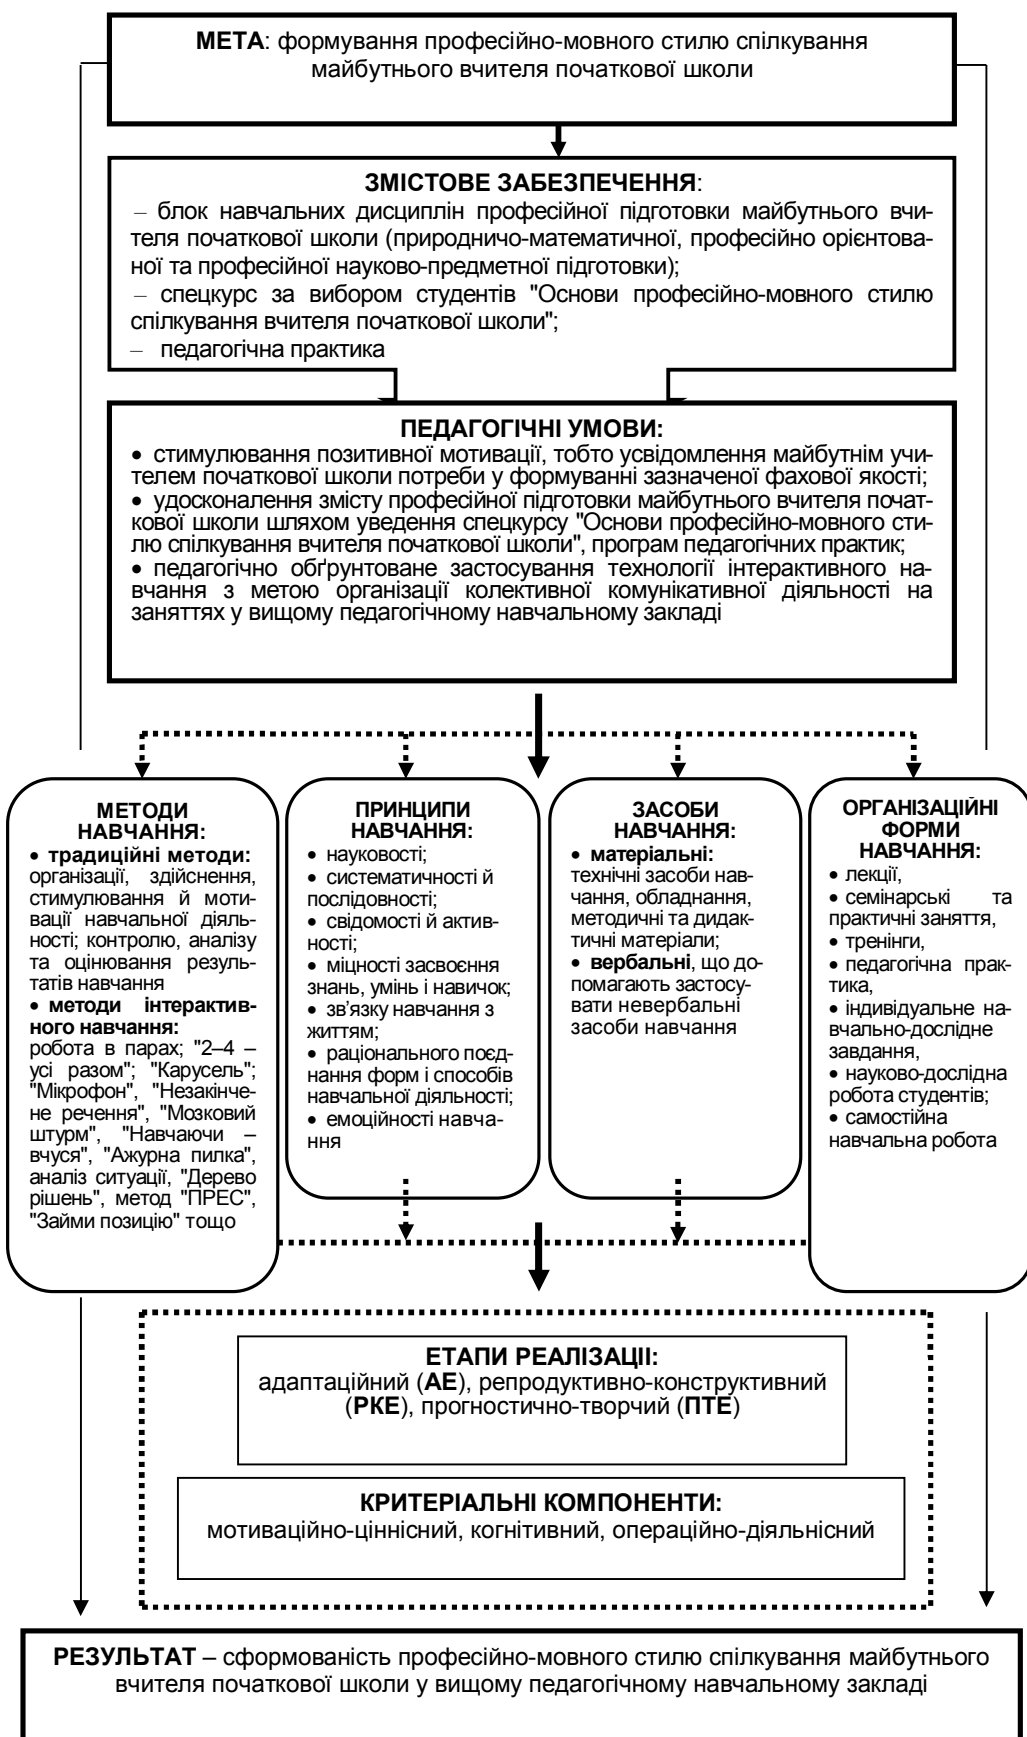 МЕТА: формування професійно-мовного стилю спілкування
майбутнього вчителя початкової школи
ЗМІСТОВЕ ЗАБЕЗПЕЧЕННЯ:
– блок навчальних дисциплін професійної підготовки майбутнього вчи-
теля початкової школи (природничо-математичної, професійно орієнтова-
ної та професійної науково-предметної підготовки);
– спецкурс за вибором студентів "Основи професійно-мовного стилю
спілкування вчителя початкової школи";
– педагогічна практика
ПЕДАГОГІЧНІ УМОВИ:
• стимулювання позитивної мотивації, тобто усвідомлення майбутнім учи-
телем початкової школи потреби у формуванні зазначеної фахової якості;
• удосконалення змісту професійної підготовки майбутнього вчителя почат-
кової школи шляхом уведення спецкурсу "Основи професійно-мовного сти-
лю спілкування вчителя початкової школи", програм педагогічних практик;
• педагогічно обґрунтоване застосування технології інтерактивного на-
вчання з метою організації колективної комунікативної діяльності на
заняттях у вищому педагогічному навчальному закладі
МЕТОДИ
НАВЧАННЯ:
• традиційні методи:
організації, здійснення,
стимулювання й моти-
вації навчальної діяль-
ності; контролю, аналізу
та оцінювання резуль-
татів навчання
• методи інтерактив-
ного навчання:
робота в парах; "2–4 –
усі разом"; "Карусель";
"Мікрофон", "Незакінче-
не речення", "Мозковий
штурм", "Навчаючи –
вчуся", "Ажурна пилка",
аналіз ситуації, "Дерево
рішень", метод "ПРЕС",
"Займи позицію" тощо
ПРИНЦИПИ
НАВЧАННЯ:
• науковості;
• систематичності й
послідовності;
• свідомості й актив-
ності;
• міцності засвоєння
знань, умінь і навичок;
• зв'язку навчання з
життям;
• раціонального поєд-
нання форм і способів
навчальної діяльності;
• емоційності навча-
ння
ЗАСОБИ
НАВЧАННЯ:
• матеріальні:
технічні засоби нав-
чання, обладнання,
методичні та дидак-
тичні матеріали;
• вербальні, що до-
помагають застосу-
вати невербальні
засоби навчання
ОРГАНІЗАЦІЙНІ
ФОРМИ
НАВЧАННЯ:
• лекції,
• семінарські та
практичні заняття,
• тренінги,
• педагогічна прак-
тика,
• індивідуальне на-
вчально-дослідне
завдання,
• науково-дослідна
робота студентів;
• самостійна
навчальна робота
ЕТАПИ РЕАЛІЗАЦІІ:
адаптаційний (АЕ), репродуктивно-конструктивний
(РКЕ), прогностично-творчий (ПТЕ)
КРИТЕРІАЛЬНІ КОМПОНЕНТИ:
мотиваційно-ціннісний, когнітивний, операційно-діяльнісний
РЕЗУЛЬТАТ – сформованість професійно-мовного стилю спілкування майбутнього
вчителя початкової школи у вищому педагогічному навчальному закладі